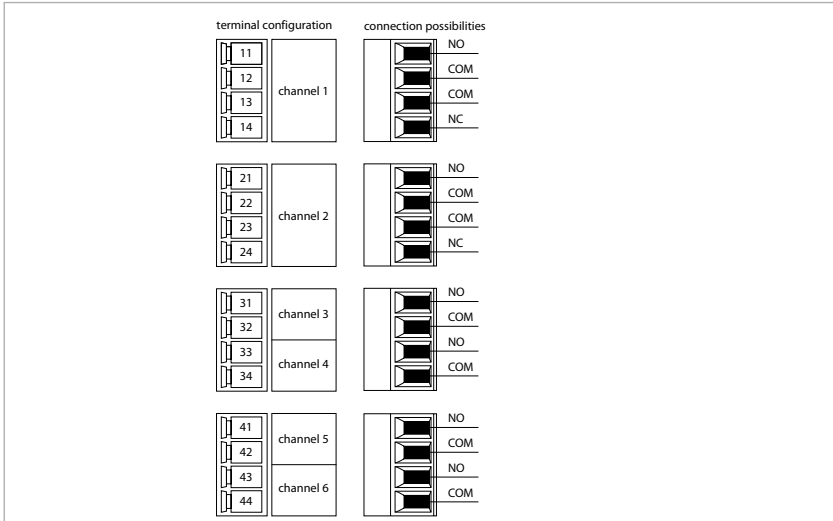 terminal configuration
connection possibilities
11
12
13
14
channel 1
NO
COM
COM
NC
21
22
23
24
channel 2
NO
COM
COM
NC
31
32
33
34
channel 3
channel 4
NO
COM
NO
COM
41
42
43
44
channel 5
channel 6
NO
COM
NO
COM